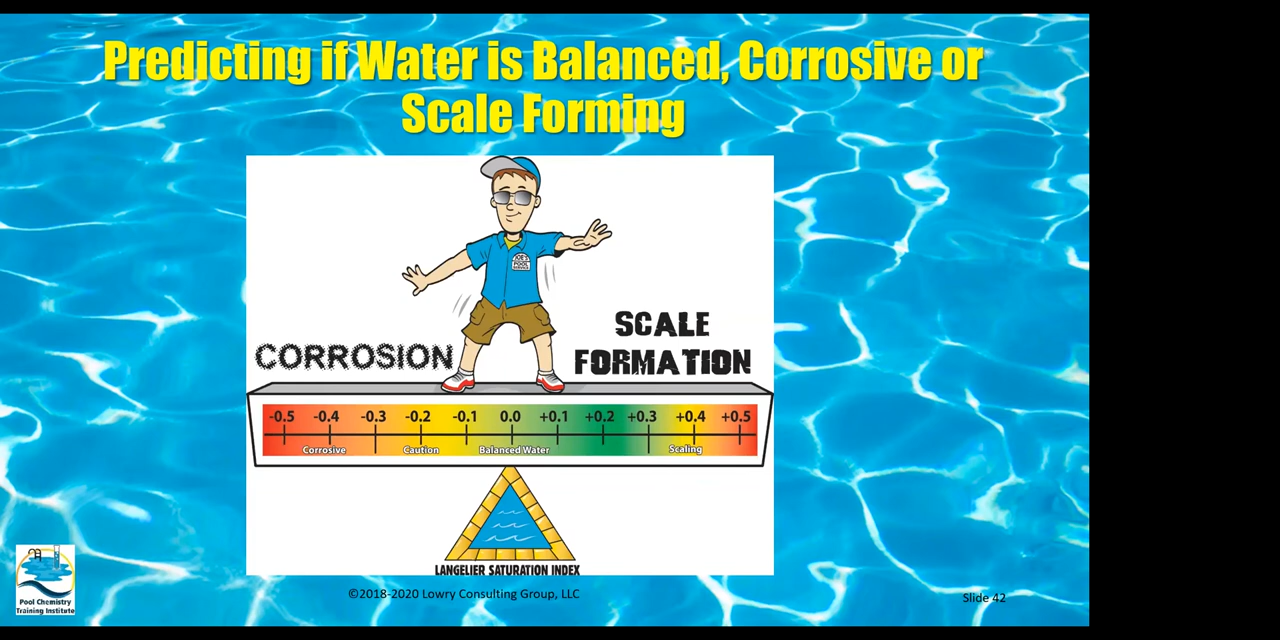 Predicting if Water is Balanced, Corrosive or
Scale Forming
JOE'S
POOL
CORROSION
SCALE
FORMATION
-0.5 -0.4 -0.3 -0.2 -0.1 0.0 +0.1 +0.2 +0.3 +0.4 +0.5
Corrosive Caution Balanced Water Scaling
LANGELIER SATURATION INDEX
Pool Chemistry
Training Institute
©2018-2020 Lowry Consulting Group, LLC
Slide 42